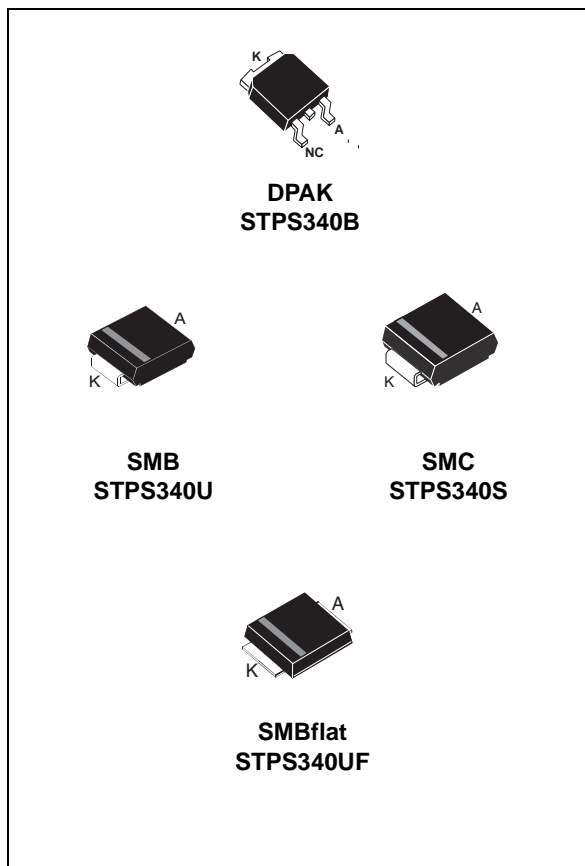 K
A
NC
DPAK
STPS340B
A
K
SMB
STPS340U
A
K
SMC
STPS340S
A
K
SMBflat
STPS340UF